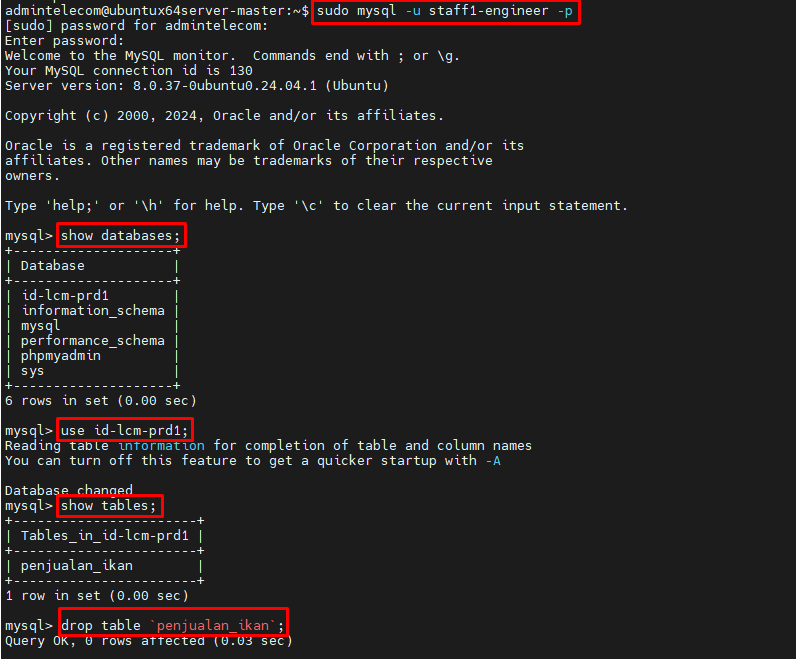 admintelecom@ubuntux64server-master:~$ sudo mysql -u staff1-engineer -p
[sudo] password for admintelecom:
Enter password:
Welcome to the MySQL monitor.  Commands end with ; or \g.
Your MySQL connection id is 130
Server version: 8.0.37-0ubuntu0.24.04.1 (Ubuntu)

Copyright (c) 2000, 2024, Oracle and/or its affiliates.

Oracle is a registered trademark of Oracle Corporation and/or its
affiliates. Other names may be trademarks of their respective
owners.

Type 'help;' or '\h' for help. Type '\c' to clear the current input statement.

mysql> show databases;
+--------------------+
| Database           |
+--------------------+
| id-lcm-prd1        |
| information_schema |
| mysql              |
| performance_schema |
| phpmyadmin         |
| sys                |
+--------------------+
6 rows in set (0.00 sec)

mysql> use id-lcm-prd1;
Reading table information for completion of table and column names
You can turn off this feature to get a quicker startup with -A

Database changed
mysql> show tables;
+-----------------------+
| Tables_in_id-lcm-prd1 |
+-----------------------+
| penjualan_ikan        |
+-----------------------+
1 row in set (0.00 sec)

mysql> drop table `penjualan_ikan`;
Query OK, 0 rows affected (0.03 sec)